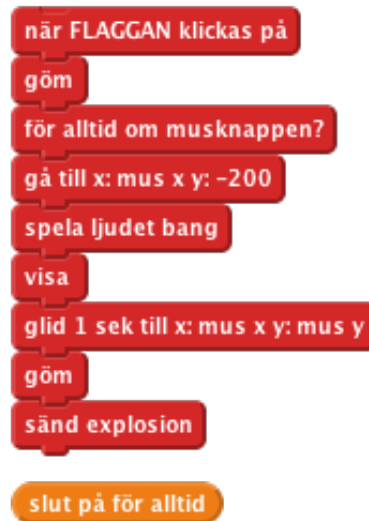 när FLAGGAN klickas på
göm
för alltid om musknappen?
gå till x: mus x y: -200
spela ljudet bang
visa
glid 1 sek till x: mus x y: mus y
göm
sänd explosion
slut på för alltid